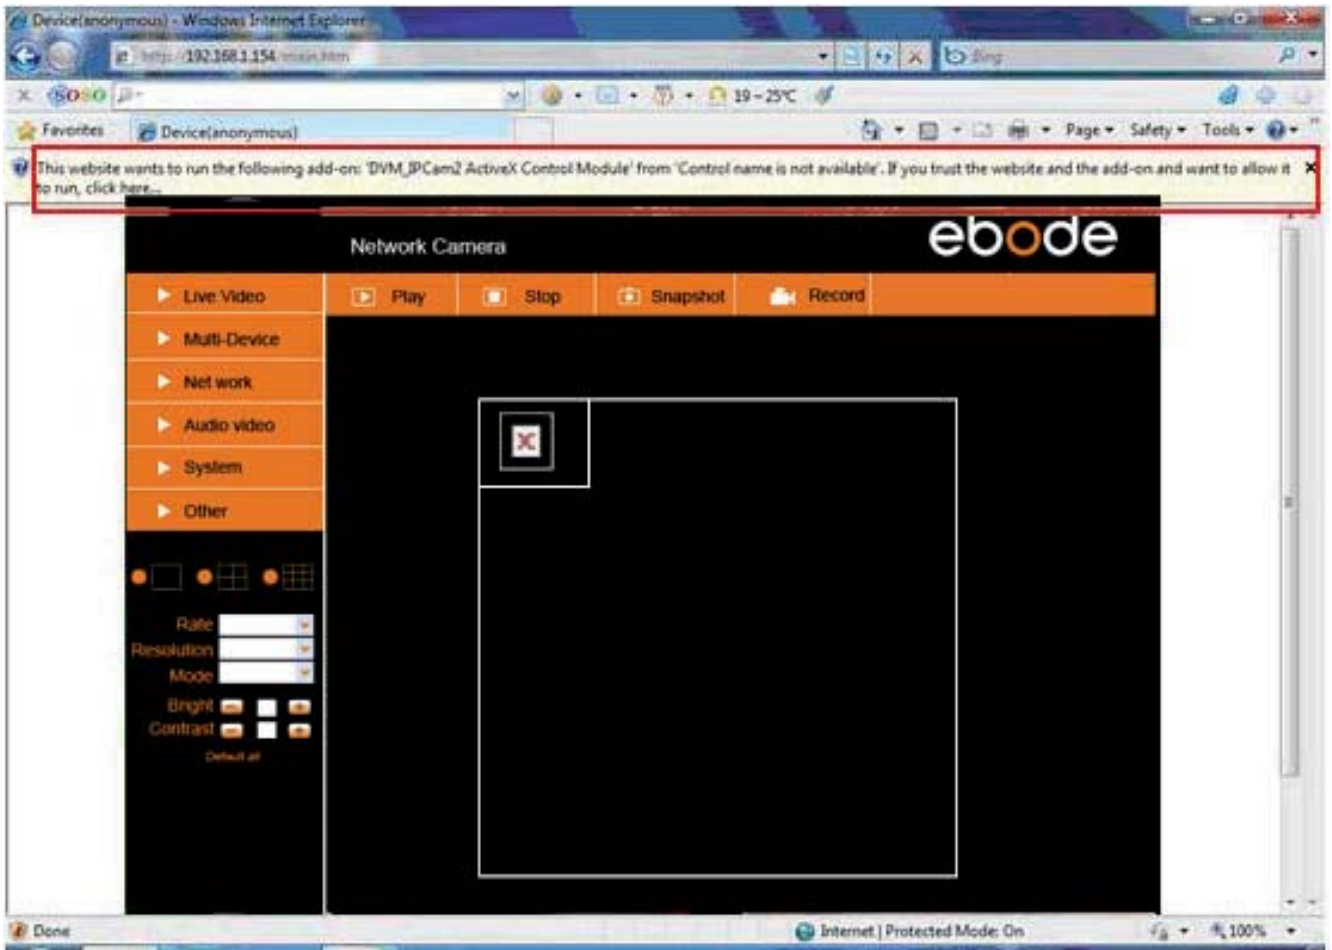 Device(anonymous) - Windows Internet Explorer
http://192.168.1.154/main.htm
Bing
SOSO
19~25℃
Favorites
Device(anonymous)
Page
Safety
Tools
This website wants to run the following add-on: 'DVM_IPCam2 ActiveX Control Module' from 'Control name is not available'. If you trust the website and the add-on and want to allow it
to run, click here...
ebode
Network Camera
Live Video
Play
Stop
Snapshot
Record
Multi-Device
Net work
Audio video
System
Other
Rate
Resolution
Mode
Bright
Contrast
Default all
Done
Internet | Protected Mode: On
100%